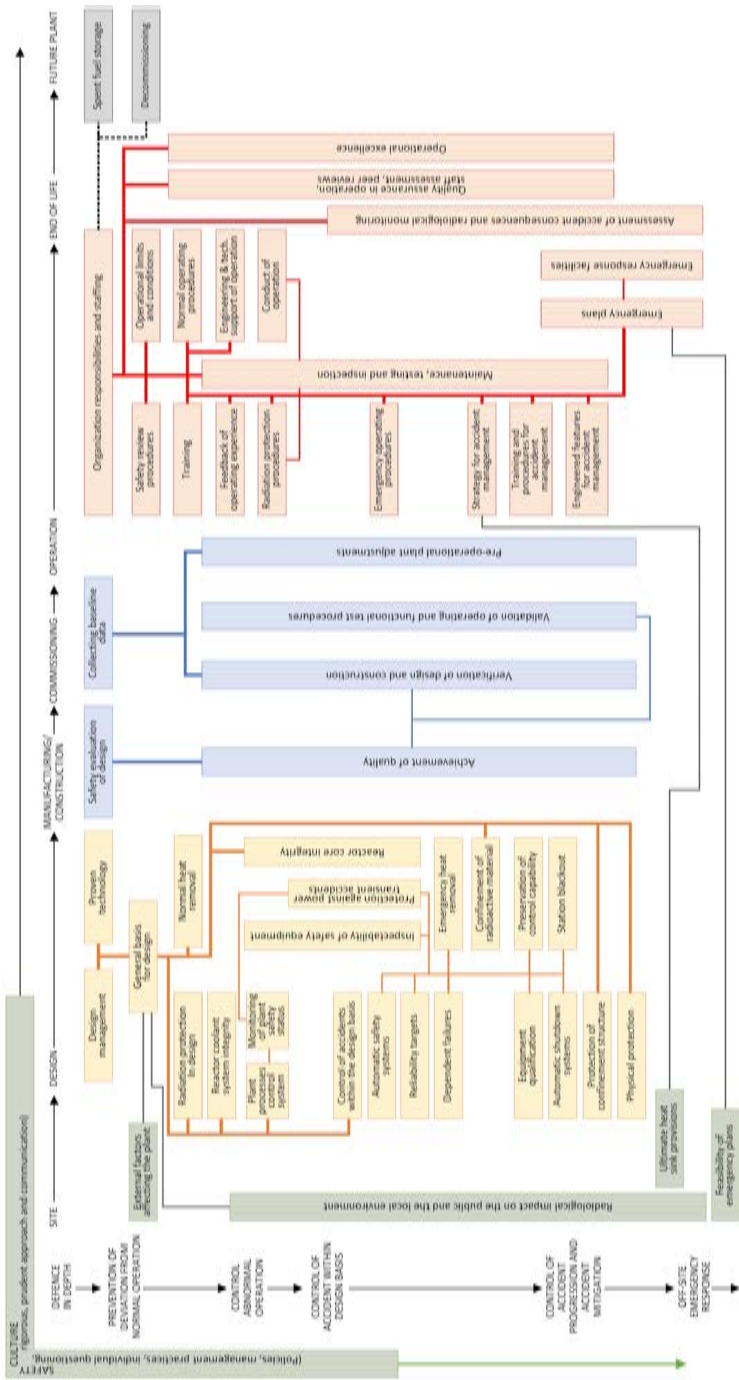 SAFETY
CULTURE
(Policies, management, practices, individual questioning,
rigorous, prudent approach and communication)
DEFENCE
IN DEPTH
SITE
DESIGN
MANUFACTURING/
CONSTRUCTION
COMMISSIONING
OPERATION
END OF LIFE
FUTURE PLANT
PREVENTION OF
DEVIATION FROM
NORMAL OPERATION
CONTROL
ABNORMAL
OPERATION
CONTROL OF
ACCIDENT WITHIN
DESIGN BASIS
CONTROL OF
ACCIDENT
PROGRESSION AND
ACCIDENT
MITIGATION
OFF-SITE
EMERGENCY
RESPONSE
External factors
affecting the plant
Radiological impact on the public and the local environment
Ultimate heat
sink provisions
Feasibility of
emergency plans
Design
management
Proven
technology
General basis
for design
Radiation protection
in design
Normal heat
removal
Reactor coolant
system integrity
Reactor core integrity
Plant
processes
control
system
Monitoring
of plant
safety
status
Inspectability of safety equipment
Protection against power
transient accidents
Control of accidents
within the design basis
Automatic safety
systems
Reliability targets
Dependent failures
Emergency heat
removal
Confinement of
radioactive material
Equipment
qualification
Preservation of
control capability
Automatic shutdown
systems
Station blackout
Protection of
confinement structure
Physical protection
Safety evaluation
of design
Achievement of quality
Collecting baseline
data
Verification of design and construction
Validation of operating and functional test procedures
Pre-operational plant adjustments
Organization responsibilities and staffing
Safety review
procedures
Operational limits
and conditions
Training
Normal operating
procedures
Feedback of
operating experience
Engineering & tech.
support of operation
Radiation protection
procedures
Conduct of
operation
Maintenance, testing and inspection
Emergency operating
procedures
Strategy for accident
management
Training and
procedures for
accident
management
Engineered features
for accident
management
Emergency plans
Emergency response facilities
Assessment of accident consequences and radiological monitoring
Quality assurance in operation,
staff assessment, peer reviews
Operational excellence
Spent fuel storage
Decommissioning